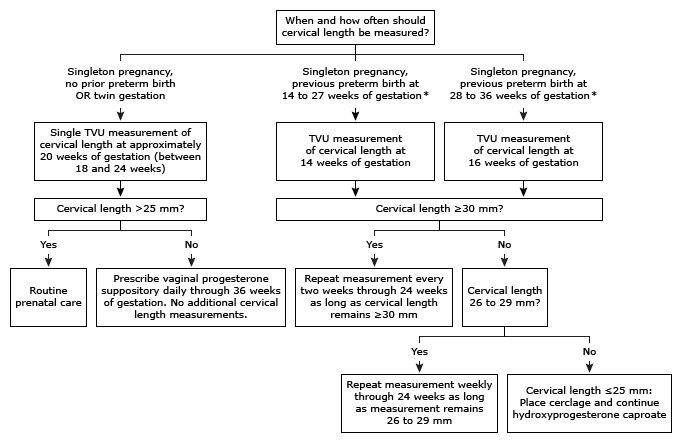 When and how often should
cervical length be measured?
Singleton pregnancy,
no prior preterm birth
OR twin gestation
Singleton pregnancy,
previous preterm birth at
14 to 27 weeks of gestation*
Singleton pregnancy,
previous preterm birth at
28 to 36 weeks of gestation*
Single TVU measurement of
cervical length at approximately
20 weeks of gestation (between
18 and 24 weeks)
TVU measurement
of cervical length at
14 weeks of gestation
TVU measurement
of cervical length at
16 weeks of gestation
Cervical length >25 mm?
Cervical length ≥30 mm?
Yes
No
Yes
No
Routine
prenatal care
Prescribe vaginal progesterone
suppository daily through 36 weeks
of gestation. No additional cervical
length measurements.
Repeat measurement every
two weeks through 24 weeks
as long as cervical length
remains ≥30 mm
Cervical length
26 to 29 mm?
Yes
No
Repeat measurement weekly
through 24 weeks as long
as measurement remains
26 to 29 mm
Cervical length ≤25 mm:
Place cerclage and continue
hydroxyprogesterone caproate